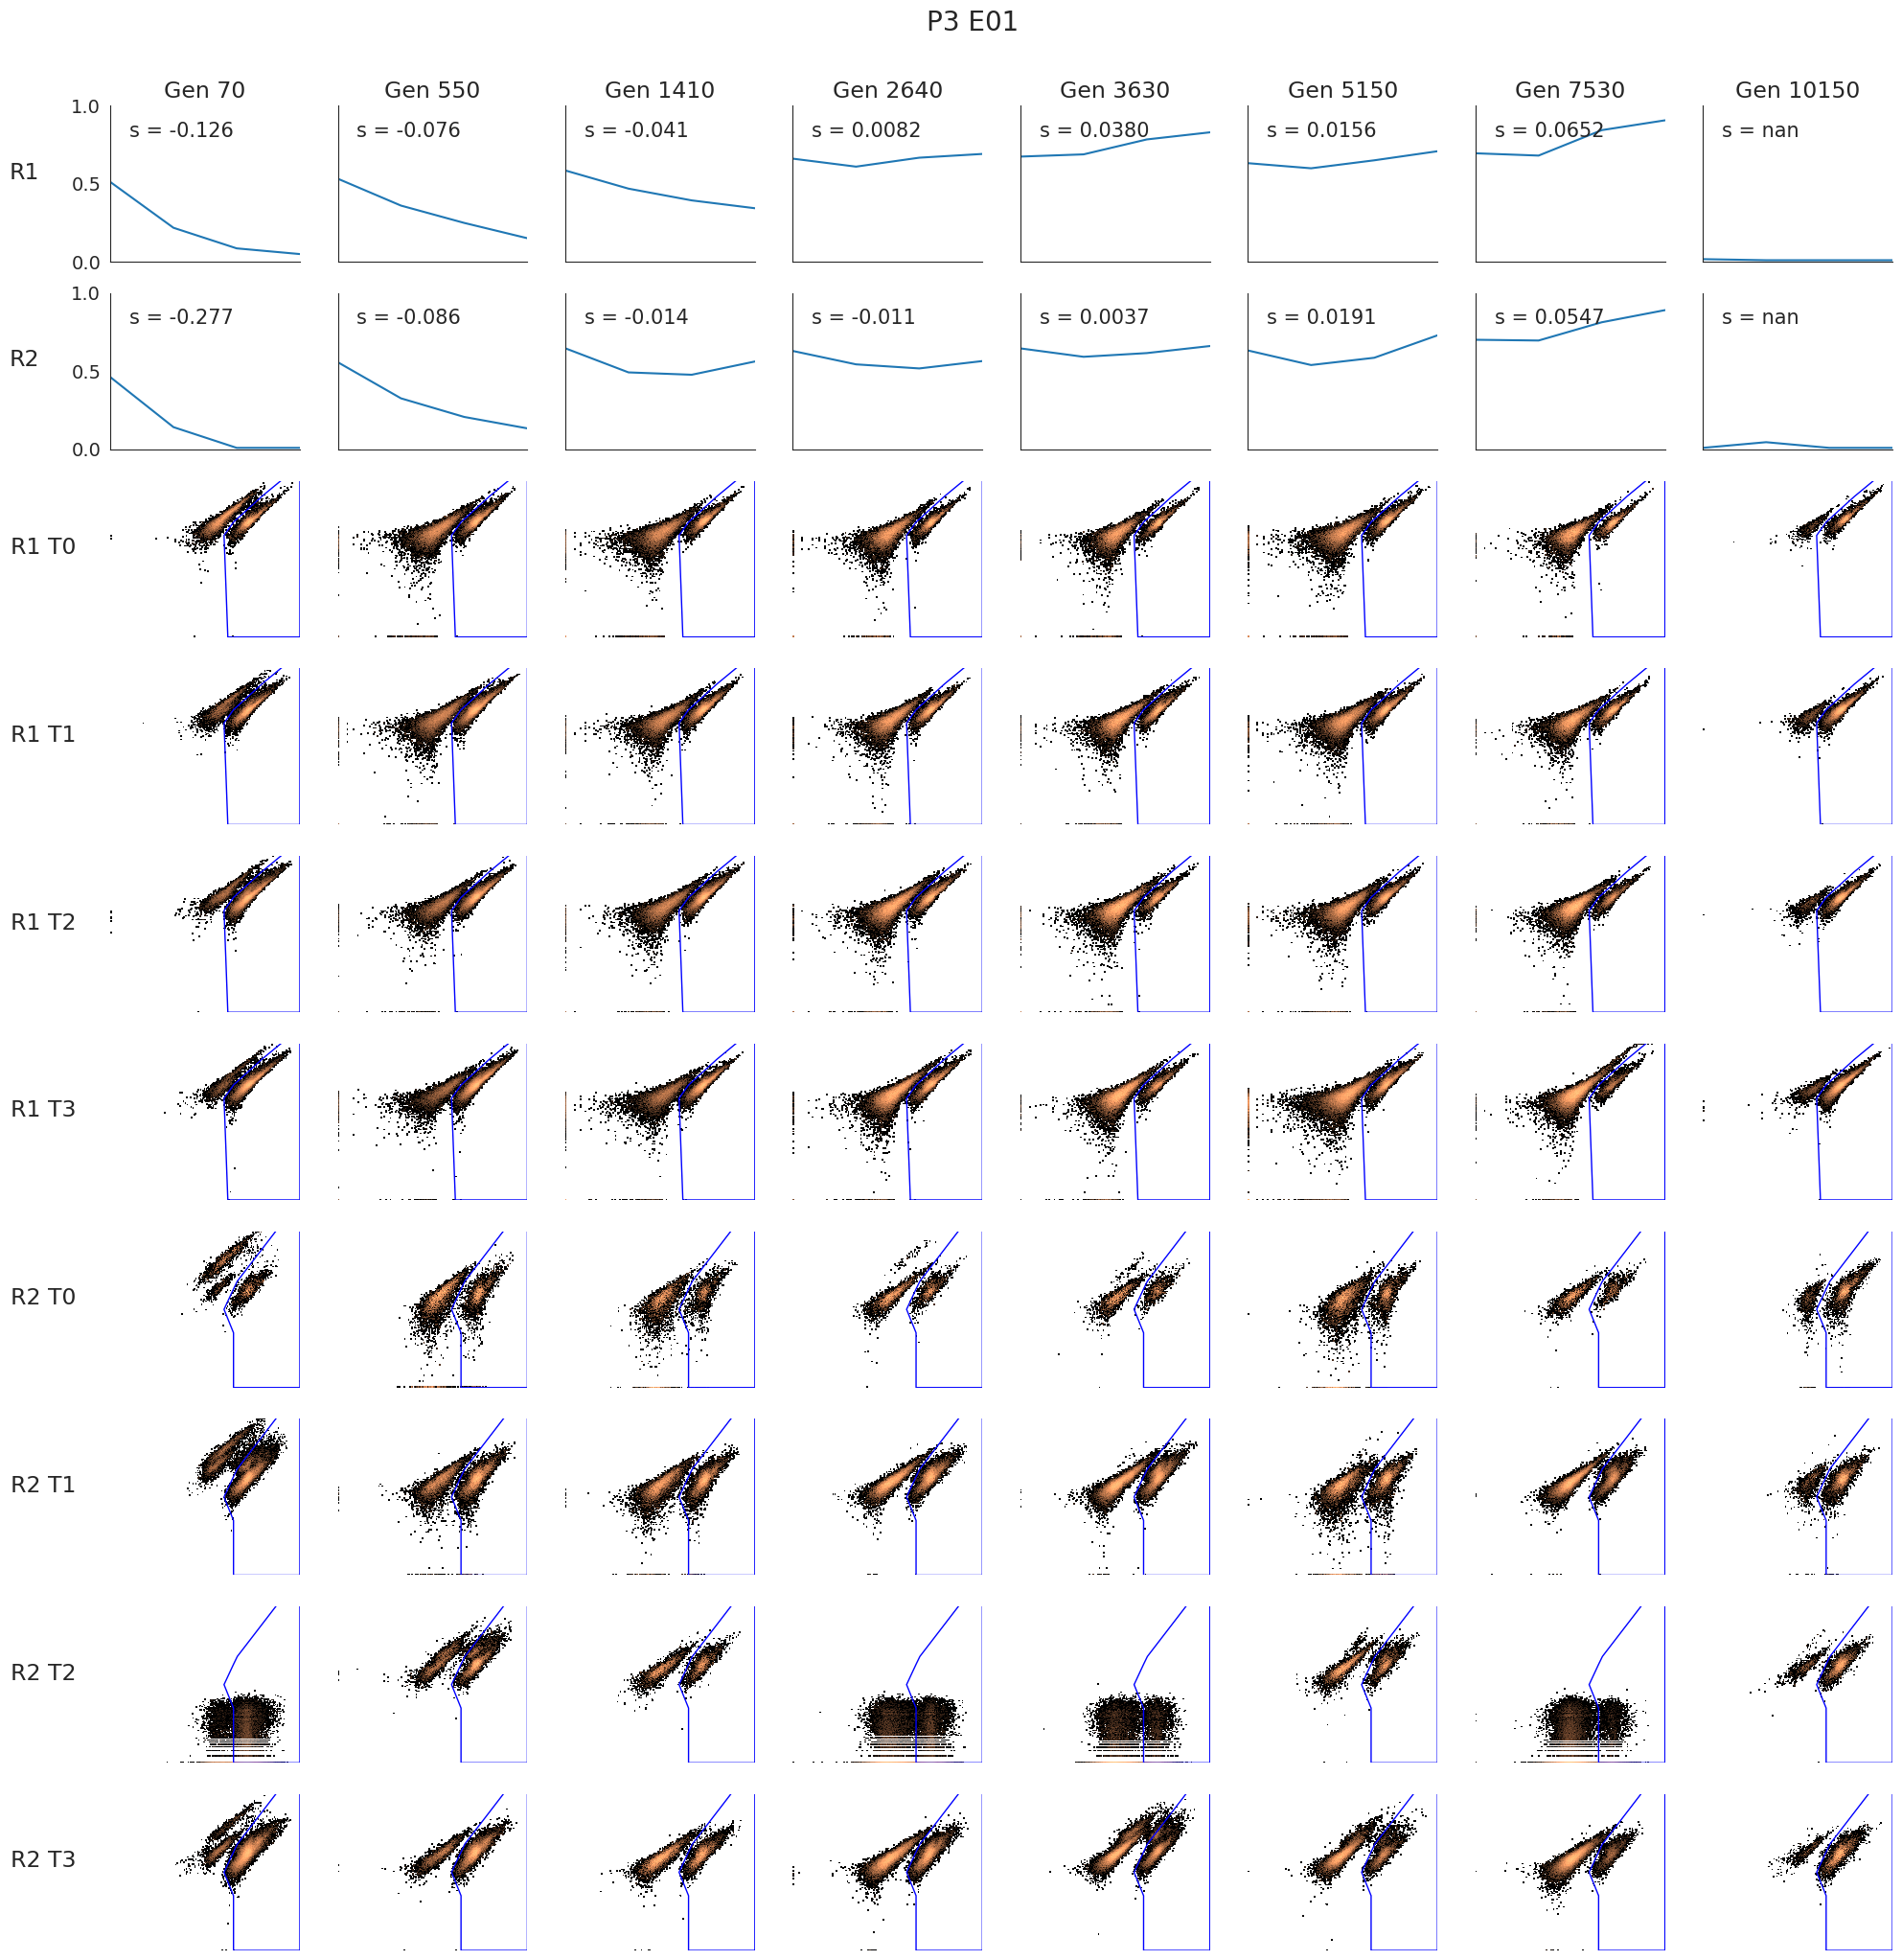 P3 E01
Gen 70 Gen 550 Gen 1410 Gen 2640 Gen 3630 Gen 5150 Gen 7530 Gen 10150
1.0
s = -0.126 s = -0.076 s = -0.041 s = 0.0082 s = 0.0380 s = 0.0156 s = 0.0652 s = nan
R1
0.5
0.0
1.0
s = -0.277 s = -0.086 s = -0.014 s = -0.011 s = 0.0037 s = 0.0191 s = 0.0547 s = nan
R2
0.5
0.0
R1 T0
R1 T1
R1 T2
R1 T3
R2 T0
R2 T1
R2 T2
R2 T3